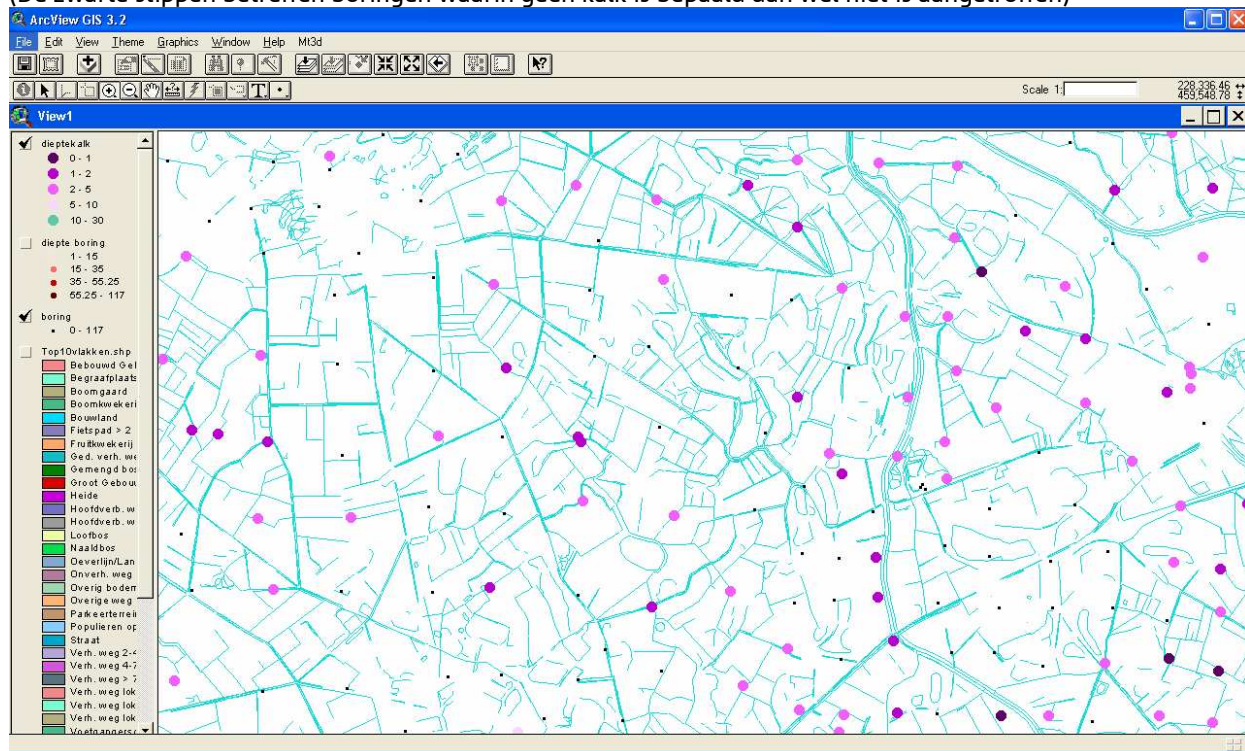 (De zwarte stippen betreffen boringen waarin geen kalk is bepaald dan wel niet is aangetroffen)
ArcView GIS 3.2
File Edit View Theme Graphics Window Help Mt3d
Scale 1:
228,336.46
459,548.78
View1
dieptekalk
0 - 1
1 - 2
2 - 5
5 - 10
10 - 30
diepte boring
1 - 15
15 - 35
35 - 55.25
55.25 - 117
boring
0 - 117
Top10vlakken.shp
Bebouwd Gel
Begraafplaats
Boomgaard
Boomkwekeri
Bouwland
Fietspad > 2
Fruitkwekerij
Ged. verh. we
Gemengd bos
Groot Gebou
Heide
Hoofdverb. w
Hoofdverb. w
Loofbos
Naaldbos
Oeverlijn/Lan
Onverh. weg
Overig bodem
Overige weg
Parkeerterrein
Populieren op
Straat
Verh. weg 2-4
Verh. weg 4-7
Verh. weg > 7
Verh. weg lok
Verh. weg lok
Verh. weg lok
Voetgangersg